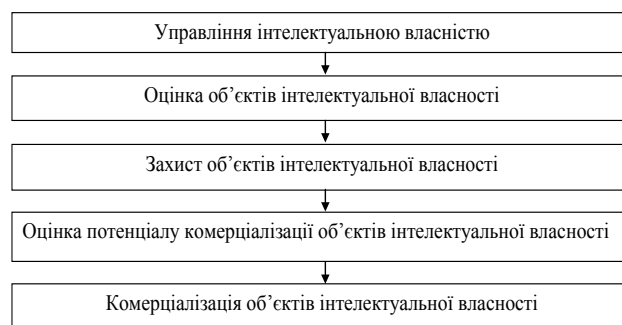 Управління інтелектуальною власністю
Оцінка об’єктів інтелектуальної власності
Захист об’єктів інтелектуальної власності
Оцінка потенціалу комерціалізації об’єктів інтелектуальної власності
Комерціалізація об’єктів інтелектуальної власності